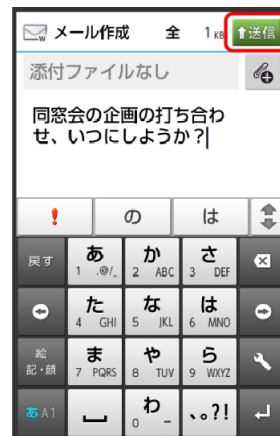 メール作成 全 1 KB 送信
添付ファイルなし
同窓会の企画の打ち合わ
せ、いつにしようか?
! の は
戻す あ 1 .@/_ か 2 ABC さ 3 DEF
た 4 GHI な 5 JKL は 6 MNO
絵
記・顔 ま 7 PQRS や 8 TUV ら 9 WXYZ
あA1 わ 0 - 、。?!